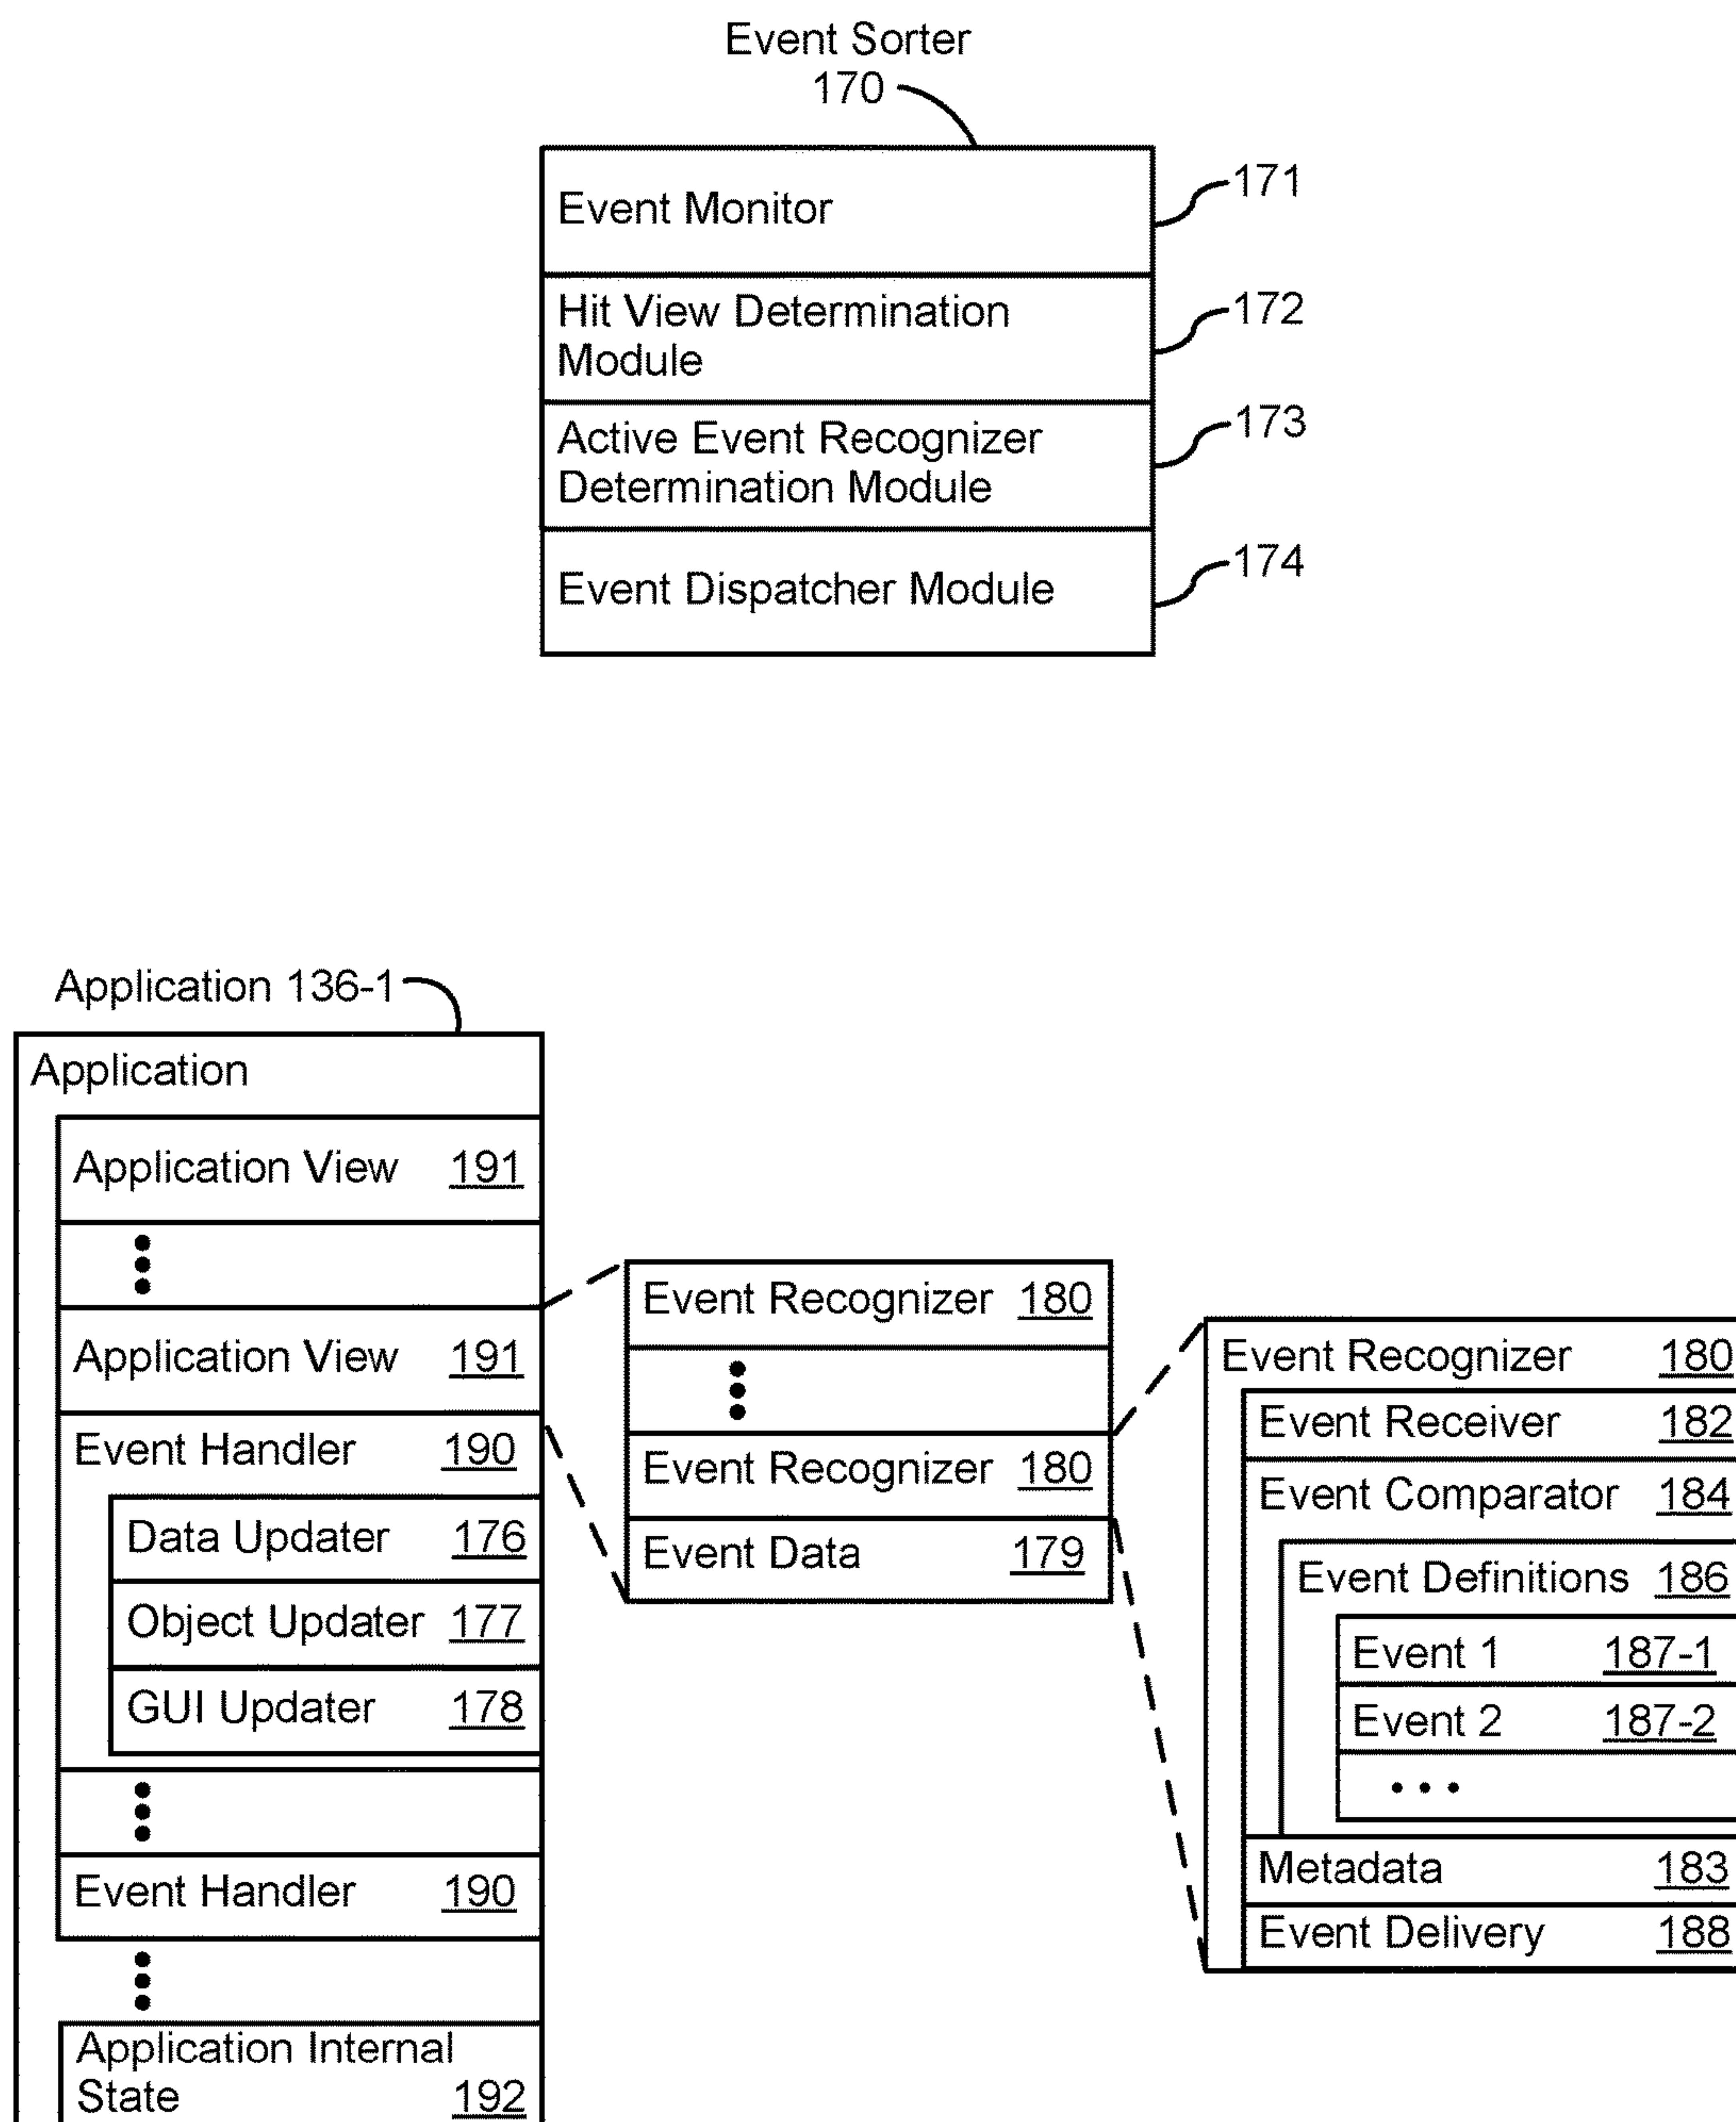 Event Sorter
170
Event Monitor
171
Hit View Determination
Module
172
Active Event Recognizer
Determination Module
173
Event Dispatcher Module
174
Application 136-1
Application
Application View 191
Application View 191
Event Handler 190
Data Updater 176
Object Updater 177
GUI Updater 178
Event Handler 190
Application Internal
State 192
Event Recognizer 180
Event Recognizer 180
Event Data 179
Event Recognizer 180
Event Receiver 182
Event Comparator 184
Event Definitions 186
Event 1 187-1
Event 2 187-2
• • •
Metadata 183
Event Delivery 188